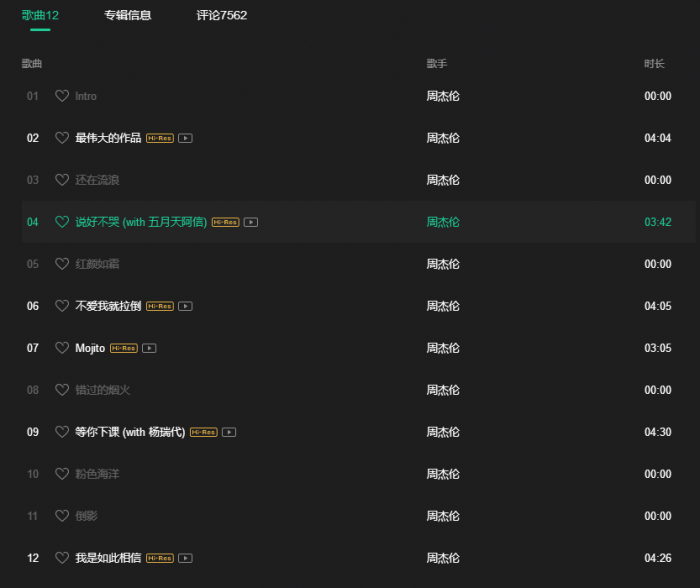 歌曲12 专辑信息 评论7562
歌曲 歌手 时长
01 Intro 周杰伦 00:00
02 最伟大的作品 Hi-Res 周杰伦 04:04
03 还在流浪 周杰伦 00:00
04 说好不哭 (with 五月天阿信) Hi-Res 周杰伦 03:42
05 红颜如霜 周杰伦 00:00
06 不爱我就拉倒 Hi-Res 周杰伦 04:05
07 Mojito Hi-Res 周杰伦 03:05
08 错过的烟火 周杰伦 00:00
09 等你下课 (with 杨瑞代) Hi-Res 周杰伦 04:30
10 粉色海洋 周杰伦 00:00
11 倒影 周杰伦 00:00
12 我是如此相信 Hi-Res 周杰伦 04:26